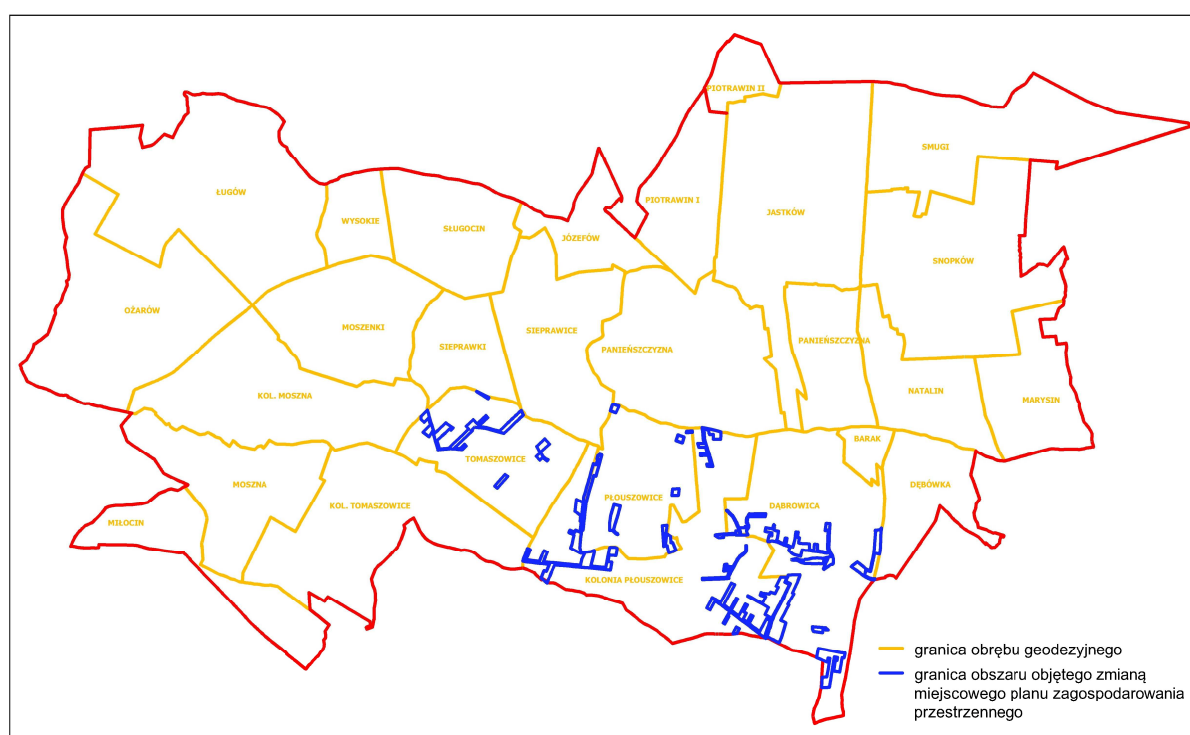 PIOTRAWIN II
SMUGI
ŁUGÓW
WYSOKIE
SŁUGOCIN
JÓZEFÓW
PIOTRAWIN I
JASTKÓW
SNOPKÓW
OŻARÓW
MOSZENKI
SIEPRAWKI
SIEPRAWICE
PANIEŃSZCZYZNA
PANIEŃSZCZYZNA
KOL. MOSZNA
NATALIN
MARYSIN
BARAK
TOMASZOWICE
MOSZNA
KOL. TOMASZOWICE
PŁOUSZOWICE
DĄBROWICA
DĘBÓWKA
MIŁOCIN
KOLONIA PŁOUSZOWICE
granica obrębu geodezyjnego
granica obszaru objętego zmianą
miejscowego planu zagospodarowania
przestrzennego